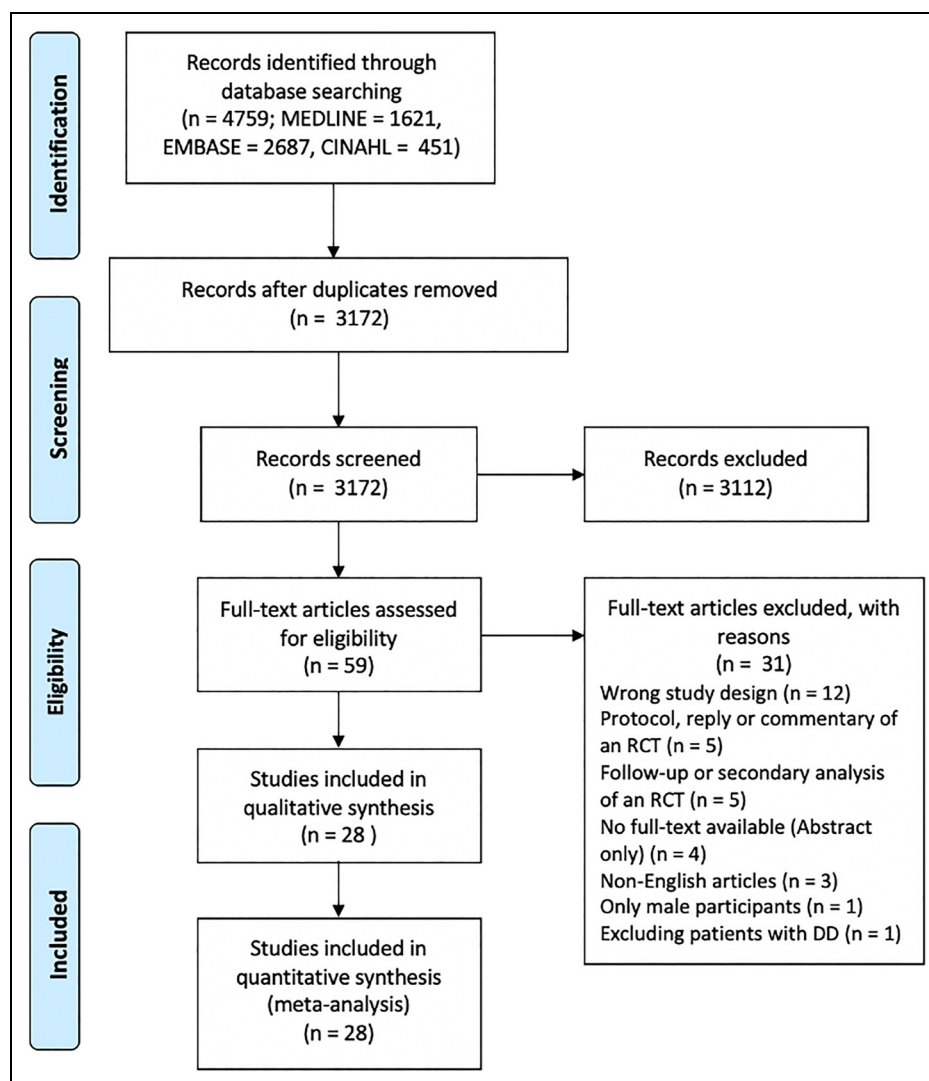 Identification
Records identified through
database searching
(n = 4759; MEDLINE = 1621,
EMBASE = 2687, CINAHL = 451)
Records after duplicates removed
(n = 3172)
Screening
Records screened
(n = 3172)
Records excluded
(n = 3112)
Eligibility
Full-text articles assessed
for eligibility
(n = 59)
Full-text articles excluded, with
reasons
(n = 31)
Wrong study design (n = 12)
Protocol, reply or commentary of
an RCT (n = 5)
Follow-up or secondary analysis
of an RCT (n = 5)
No full-text available (Abstract
only) (n = 4)
Non-English articles (n = 3)
Only male participants (n = 1)
Excluding patients with DD (n = 1)
Studies included in
qualitative synthesis
(n = 28 )
Included
Studies included in
quantitative synthesis
(meta-analysis)
(n = 28)